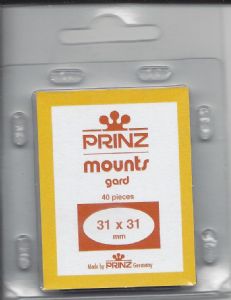 PRINZ
mounts
gard
40 pieces
31 x 31
mm
Made by PRINZ Germany